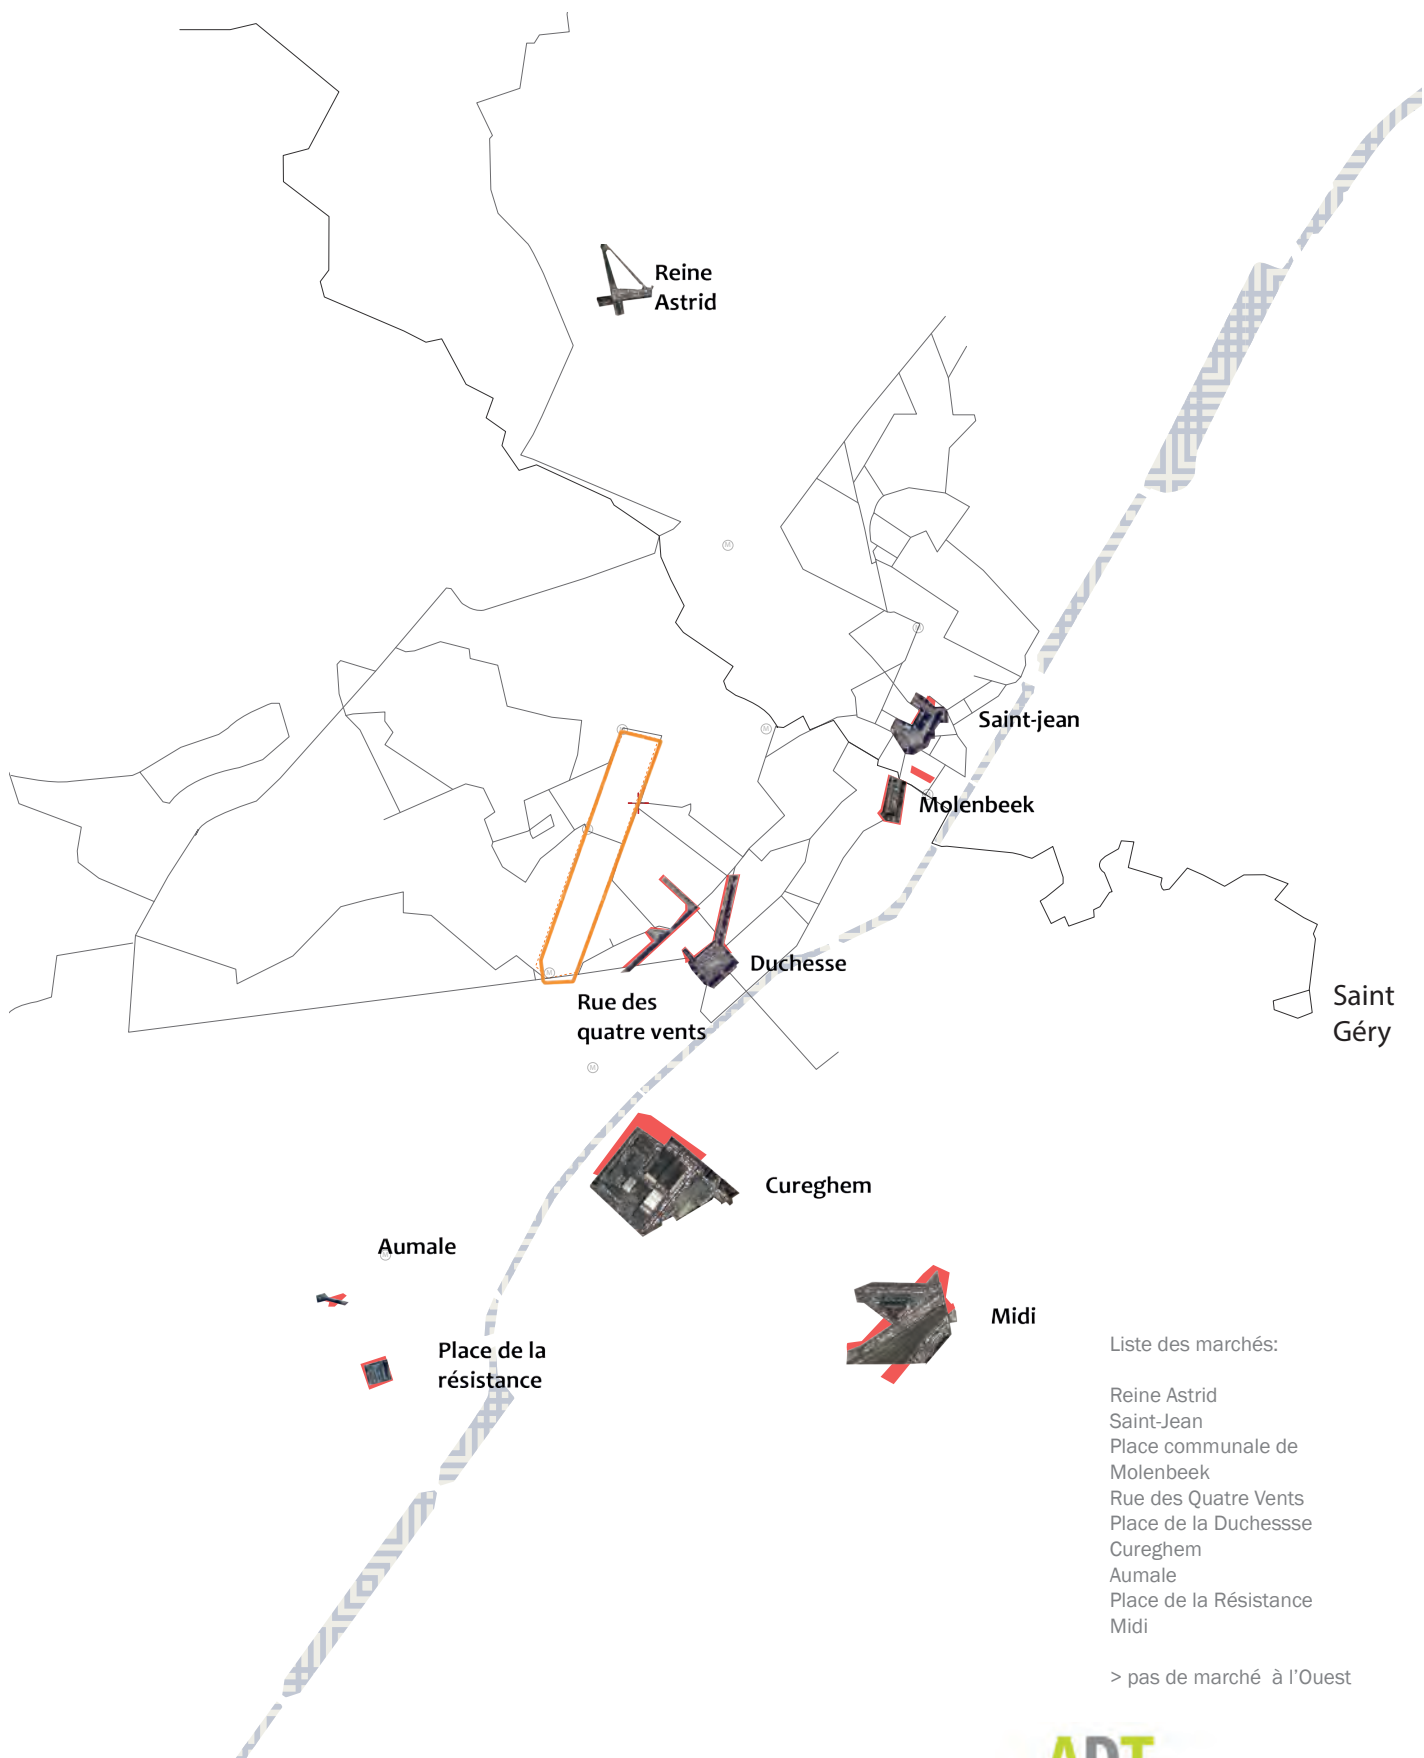 Reine
Astrid
Saint-jean
Molenbeek
Duchesse
Rue des
quatre vents
Saint
Géry
Cureghem
Aumale
Midi
Place de la
résistance
Liste des marchés:
Reine Astrid
Saint-Jean
Place communale de
Molenbeek
Rue des Quatre Vents
Place de la Duchessse
Cureghem
Aumale
Place de la Résistance
Midi
> pas de marché à l'Ouest
ADT
M
M
M
M
M
M
M
M